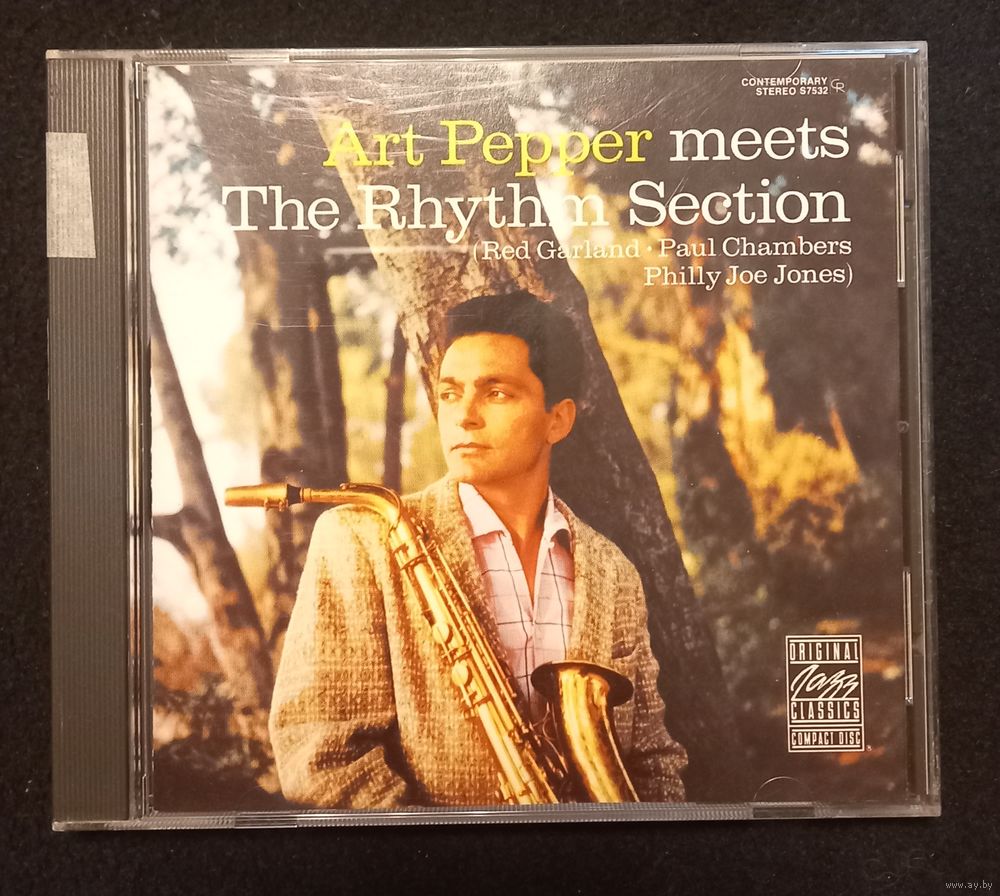 CONTEMPORARY CR
STEREO S7532
Art Pepper meets
The Rhythm Section
(Red Garland · Paul Chambers
Philly Joe Jones)
ORIGINAL
Jazz
CLASSICS
COMPACT DISC
®
www.ay.by